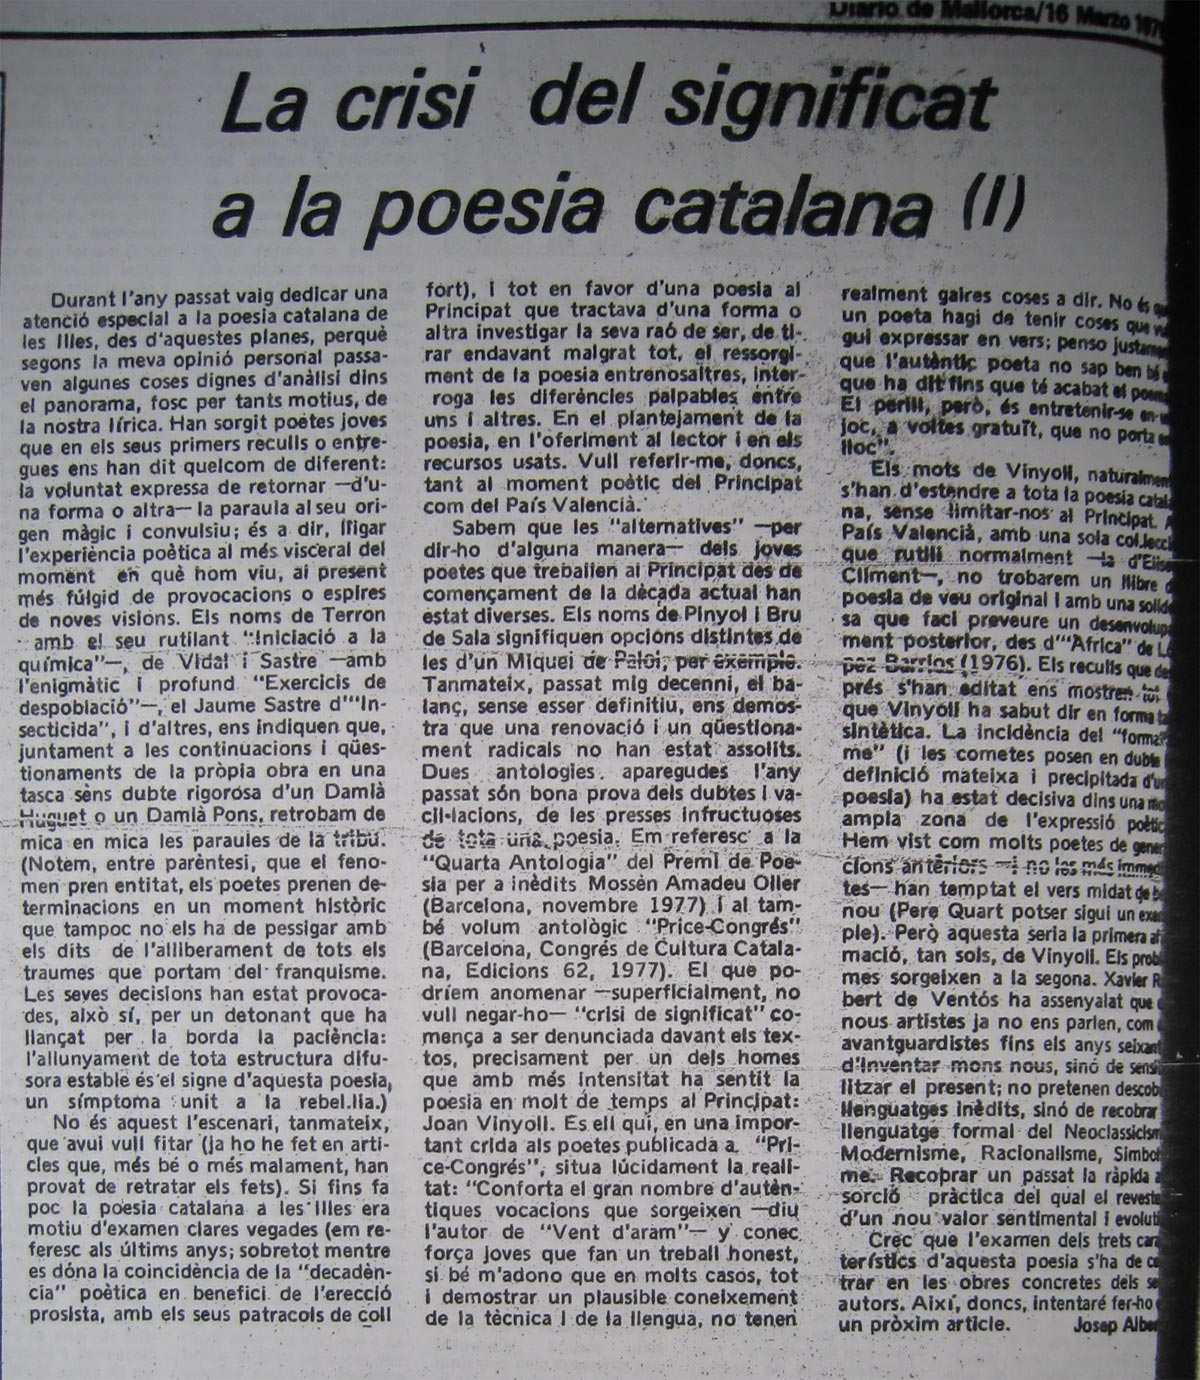 Diario de Mallorca/16 Marzo 197
La crisi del significat
a la poesia catalana (I)
Durant l'any passat vaig dedicar una
atenció especial a la poesia catalana de
les Illes, des d'aquestes planes, perquè
segons la meva opinió personal passa-
ven algunes coses dignes d'anàlisi dins
el panorama, fosc per tants motius, de
la nostra lírica. Han sorgit poetes joves
que en els seus primers reculls o entre-
gues ens han dit quelcom de diferent:
la voluntat expressa de retornar —d'u-
na forma o altra— la paraula al seu ori-
gen màgic i convulsiu; és a dir, lligar
l'experiència poètica al més visceral del
moment en què hom viu, al present
més fúlgid de provocacions o espires
de noves visions. Els noms de Terron
-amb el seu rutilant "Iniciació a la
química"—, de Vidal i Sastre —amb
l'enigmàtic i profund "Exercicis de
despoblació"—, el Jaume Sastre d'"In-
secticida", i d'altres, ens indiquen que,
juntament a les continuacions i qües-
tionaments de la pròpia obra en una
tasca sens dubte rigorosa d'un Damià
Huguet o un Damià Pons, retrobam de
mica en mica les paraules de la tribu.
(Notem, entre parèntesi, que el feno-
men pren entitat, els poetes prenen de-
terminacions en un moment històric
que tampoc no els ha de pessigar amb
els dits de l'alliberament de tots els
traumes que portam del franquisme.
Les seves decisions han estat provoca-
des, això sí, per un detonant que ha
llançat per la borda la paciència:
l'allunyament de tota estructura difu-
sora estable és el signe d'aquesta poesia,
un símptoma unit a la rebel.lia.)
No és aquest l'escenari, tanmateix,
que avui vull fitar (ja ho he fet en arti-
cles que, més bé o més malament, han
provat de retratar els fets). Si fins fa
poc la poesia catalana a les Illes era
motiu d'examen clares vegades (em re-
feresc als últims anys; sobretot mentre
es dóna la coincidència de la "decadèn-
cia" poètica en benefici de l'erecció
prosista, amb els seus patracols de coll
fort), i tot en favor d'una poesia al
Principat que tractava d'una forma o
altra investigar la seva raó de ser, de ti-
rar endavant malgrat tot, el ressorgi-
ment de la poesia entrenosaltres, inter-
roga les diferències palpables entre
uns i altres. En el plantejament de la
poesia, en l'oferiment al lector i en els
recursos usats. Vull referir-me, doncs,
tant al moment poètic del Principat
com del País Valencià.
Sabem que les "alternatives" —per
dir-ho d'alguna manera— dels joves
poetes que treballen al Principat des de
començament de la dècada actual han
estat diverses. Els noms de Pinyol i Bru
de Sala signifiquen opcions distintes de
les d'un Miquel de Palol, per exemple.
Tanmateix, passat mig decenni, el ba-
lanç, sense esser definitiu, ens demos-
tra que una renovació i un qüestiona-
ment radicals no han estat assolits.
Dues antologies aparegudes l'any
passat són bona prova dels dubtes i va-
cil·lacions, de les presses infructuoses
de tota una poesia. Em referesc a la
"Quarta Antologia" del Premi de Poe-
sia per a inèdits Mossèn Amadeu Oller
(Barcelona, novembre 1977) i al tam-
bé volum antològic "Price-Congrés"
(Barcelona, Congrés de Cultura Catala-
na, Edicions 62, 1977). El que po-
dríem anomenar —superficialment, no
vull negar-ho— "crisi de significat" co-
mença a ser denunciada davant els tex-
tos, precisament per un dels homes
que amb més intensitat ha sentit la
poesia en molt de temps al Principat:
Joan Vinyoll. Es ell qui, en una impor-
tant crida als poetes publicada a "Pri-
ce-Congrés", situa lúcidament la reali-
tat: "Conforta el gran nombre d'autèn-
tiques vocacions que sorgeixen —diu
l'autor de "Vent d'aram"— y conec
força joves que fan un treball honest,
si bé m'adono que en molts casos, tot
i demostrar un plausible coneixement
de la tècnica i de la llengua, no tenen
realment gaires coses a dir. No és
un poeta hagi de tenir coses que
gui expressar en vers; penso
que l'autèntic poeta no sap ben bé
que ha dit fins que té acabat el
El perill, però, és entretenir-se
joc, a voltes gratuït, que no porta
lloc".
Els mots de Vinyoll, naturalment
s'han d'estendre a tota la poesia catala-
na, sense limitar-nos al Principat.
País Valencià, amb una sola
que rutili normalment —la
Climent—, no trobarem un llibre
poesia de veu original i amb una
sa que faci preveure un
ment posterior, des d'"Africa" de
pez Barrios (1976). Els reculls que
prés s'han editat ens mostren tot
que Vinyoll ha sabut dir en forma
sintètica. La incidència del
me" (i les cometes posen en dubte
definició mateixa i precipitada
poesia) ha estat decisiva dins una
ampla zona de l'expressió
Hem vist com molts poetes de
cions anteriors —i no los més
tes— han temptat el vers midat de
nou (Pere Quart potser sigui un
ple). Però aquesta seria la primera
mació, tan sols, de Vinyoll. Els
mes sorgeixen a la segona. Xavier
bert de Ventós ha assenyalat que
nous artistes ja no ens parlen, com
avantguardistes fins els anys
d'inventar mons nous, sinó de
litzar el present; no pretenen
llenguatges inèdits, sinó de recobrar
llenguatge formal del
Modernisme, Racionalisme,
me. Recobrar un passat la ràpida
sorció pràctica del qual el
d'un nou valor sentimental i
Crec que l'examen dels trets
terístics d'aquesta poesia s'ha de
trar en les obres concretes dels
autors. Així, doncs, intentaré fer-ho
un pròxim article. Josep